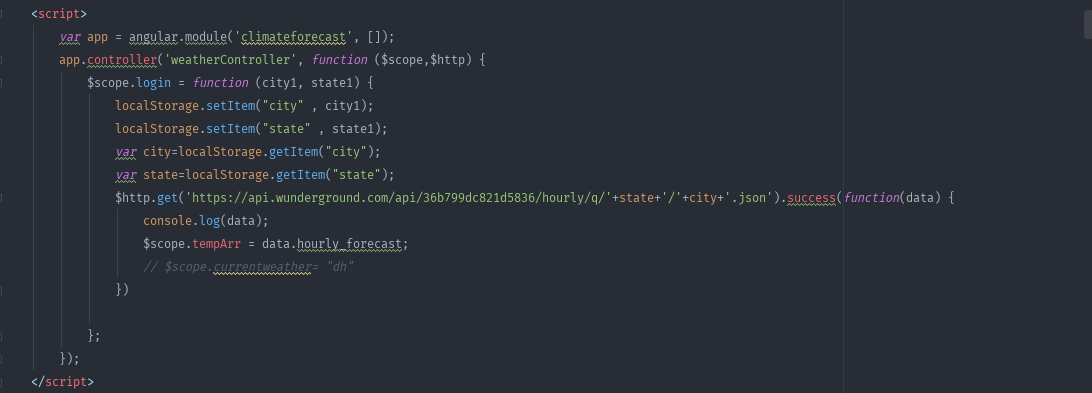 <script>
var app = angular.module('climateforecast', []);
app.controller('weatherController', function ($scope,$http) {
$scope.login = function (city1, state1) {
localStorage.setItem("city" , city1);
localStorage.setItem("state" , state1);
var city=localStorage.getItem("city");
var state=localStorage.getItem("state");
$http.get('https://api.wunderground.com/api/36b799dc821d5836/hourly/q/'+state+'/'+city+'.json').success(function(data) {
console.log(data);
$scope.tempArr = data.hourly_forecast;
// $scope.currentweather= "dh"
})
};
});
</script>